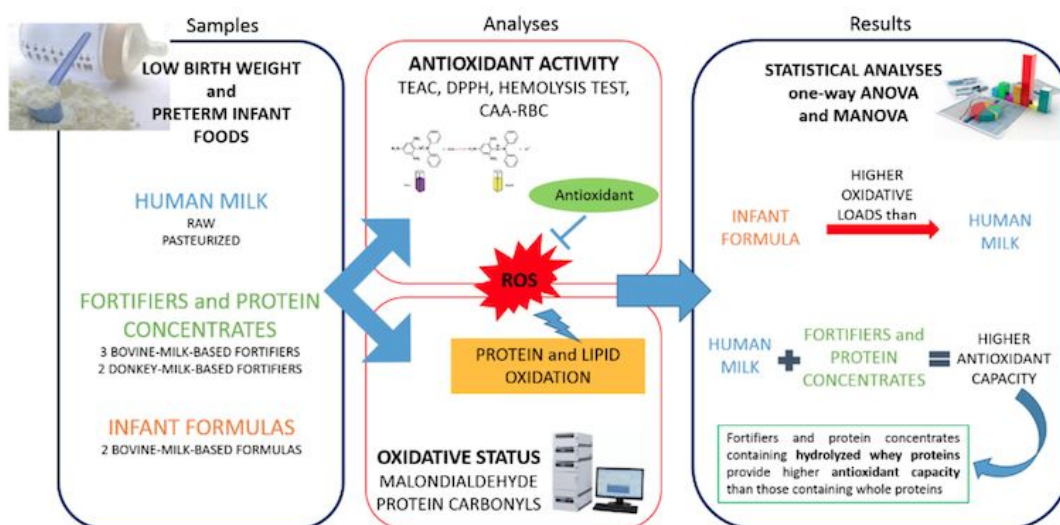 Samples
LOW BIRTH WEIGHT
and
PRETERM INFANT
FOODS
HUMAN MILK
RAW
PASTEURIZED
FORTIFIERS and PROTEIN
CONCENTRATES
3 BOVINE-MILK-BASED FORTIFIERS
2 DONKEY-MILK-BASED FORTIFIERS
INFANT FORMULAS
2 BOVINE-MILK-BASED FORMULAS
Analyses
ANTIOXIDANT ACTIVITY
TEAC, DPPH, HEMOLYSIS TEST,
CAA-RBC
Antioxidant
ROS
PROTEIN and LIPID
OXIDATION
OXIDATIVE STATUS
MALONDIALDEHYDE
PROTEIN CARBONYLS
Results
STATISTICAL ANALYSES
one-way ANOVA
and MANOVA
INFANT
FORMULA
HIGHER
OXIDATIVE
LOADS than
HUMAN
MILK
HUMAN
MILK
FORTIFIERS and
PROTEIN
CONCENTRATES
HIGHER
ANTIOXIDANT
CAPACITY
Fortifiers and protein concentrates
containing hydrolyzed whey proteins
provide higher antioxidant capacity
than those containing whole proteins